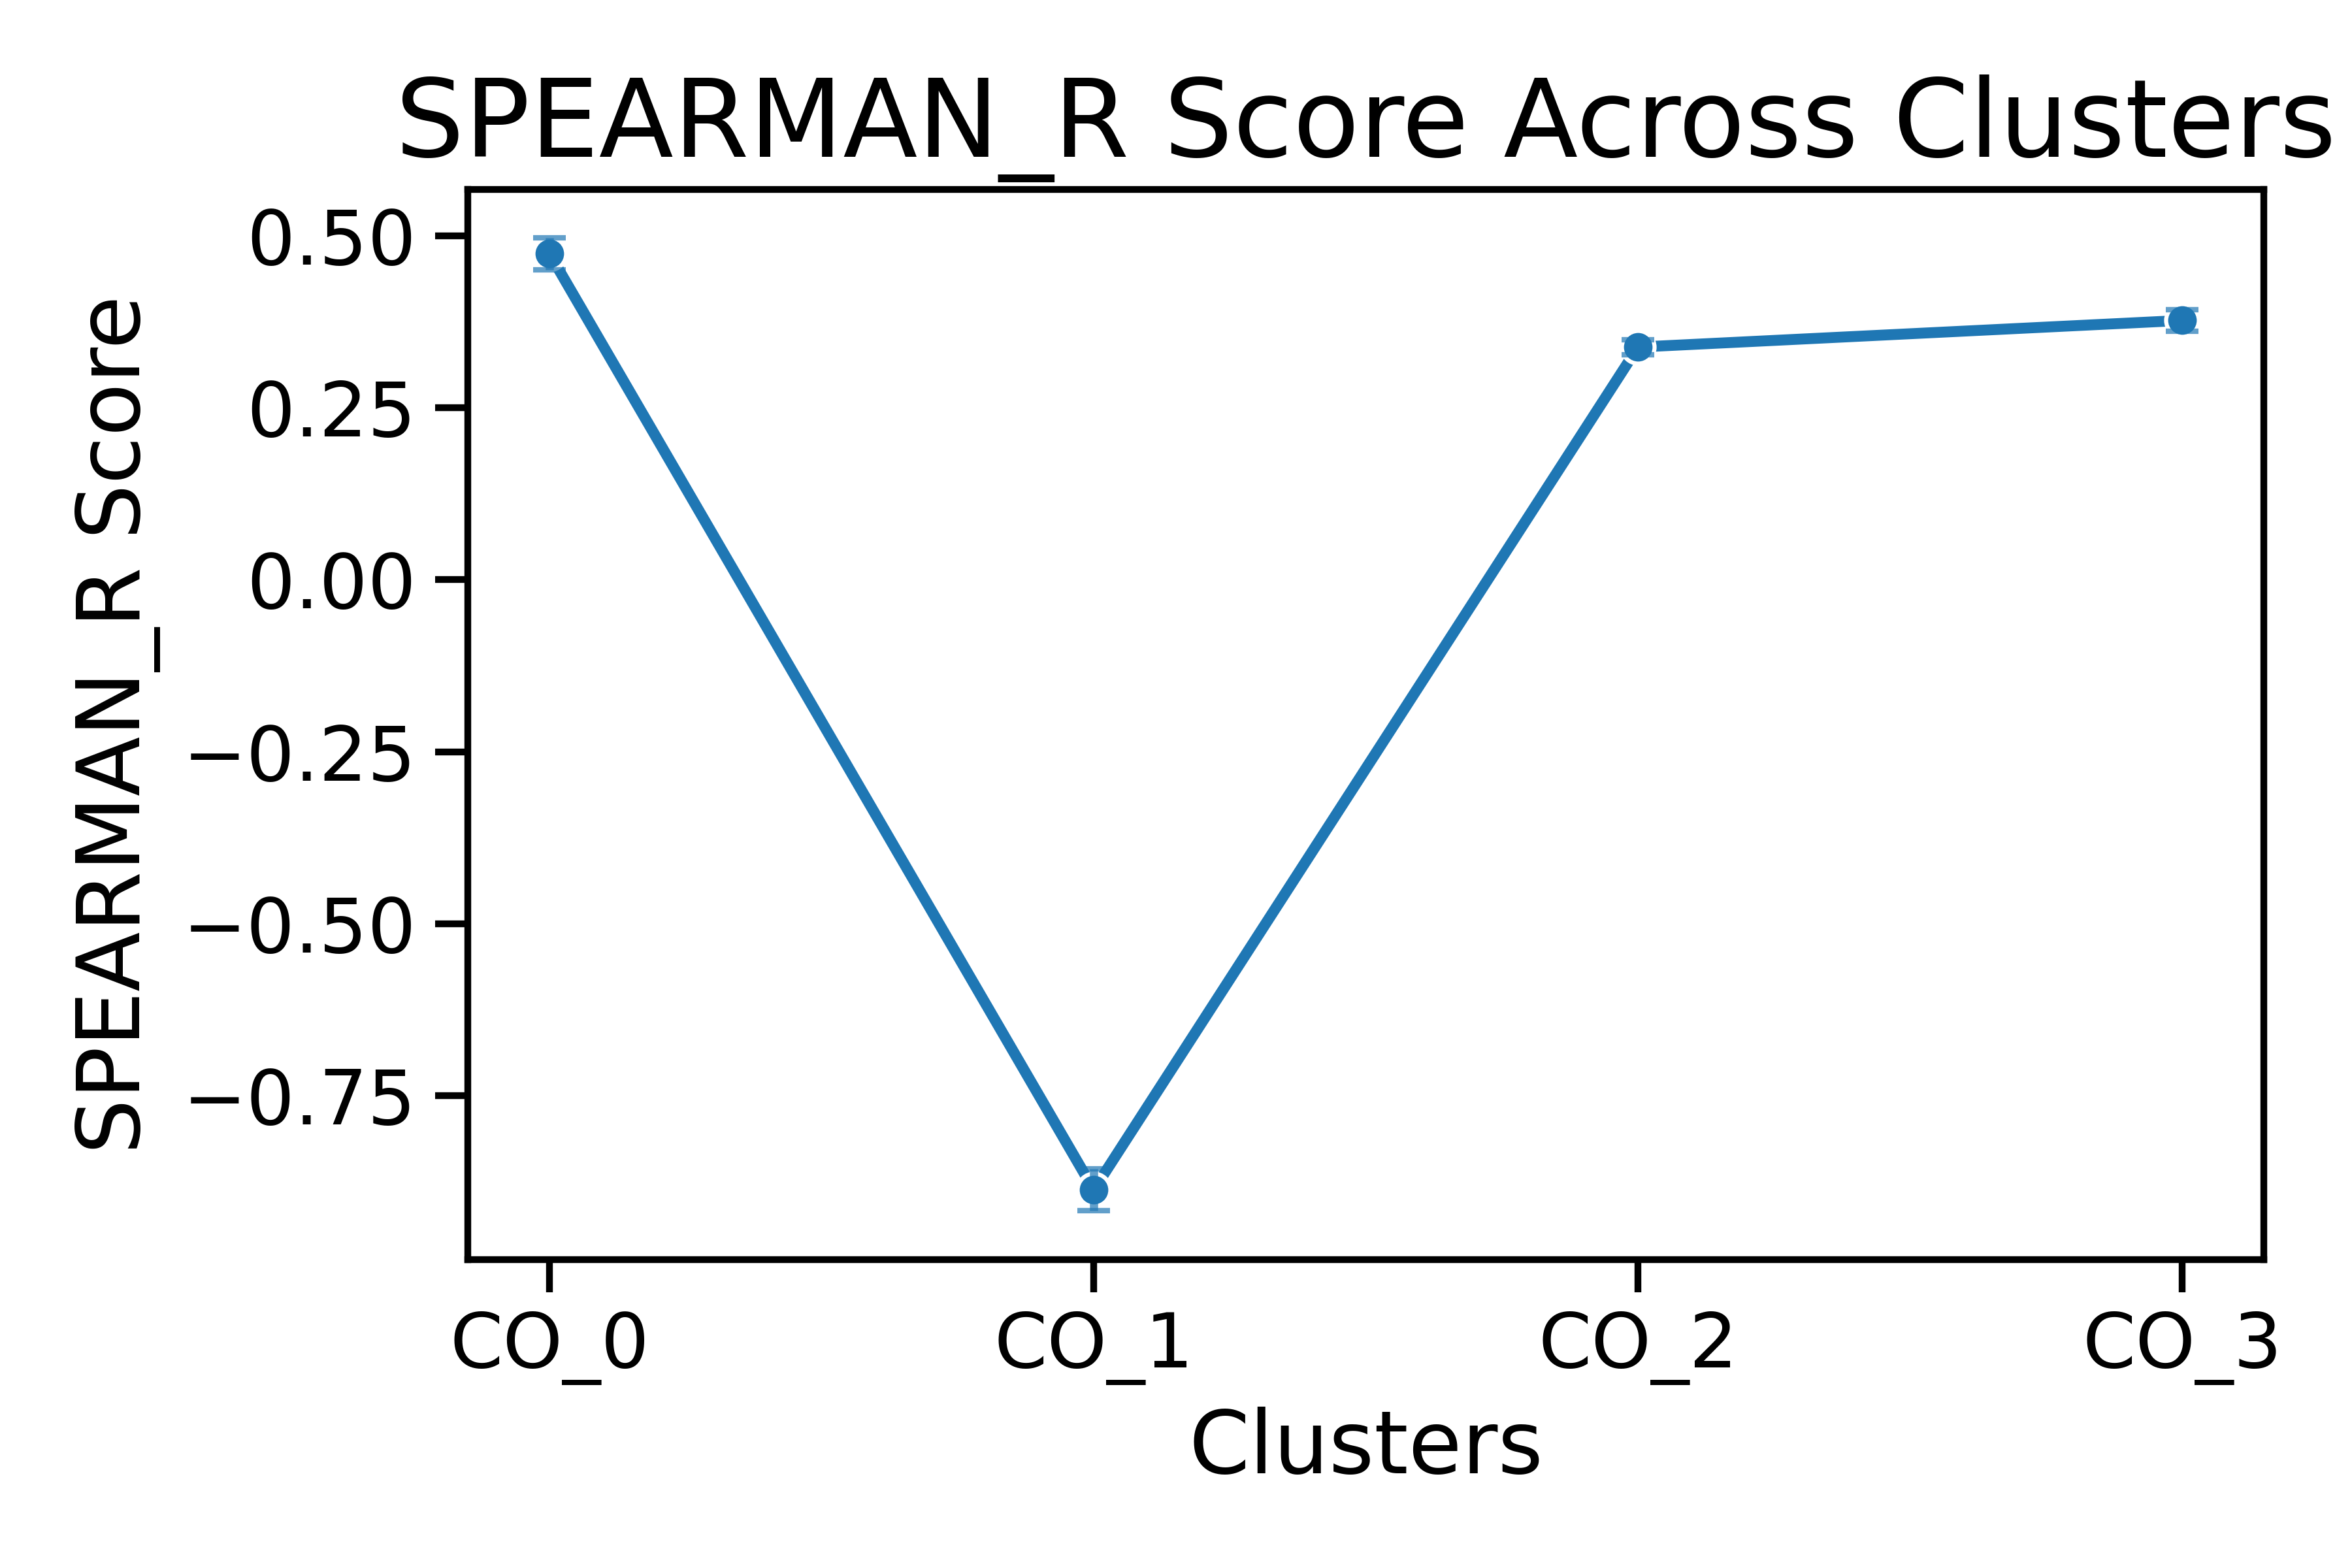 SPEARMAN_R Score Across Clusters
SPEARMAN_R Score
0.50
0.25
0.00
−0.25
−0.50
−0.75
CO_0
CO_1
CO_2
CO_3
Clusters